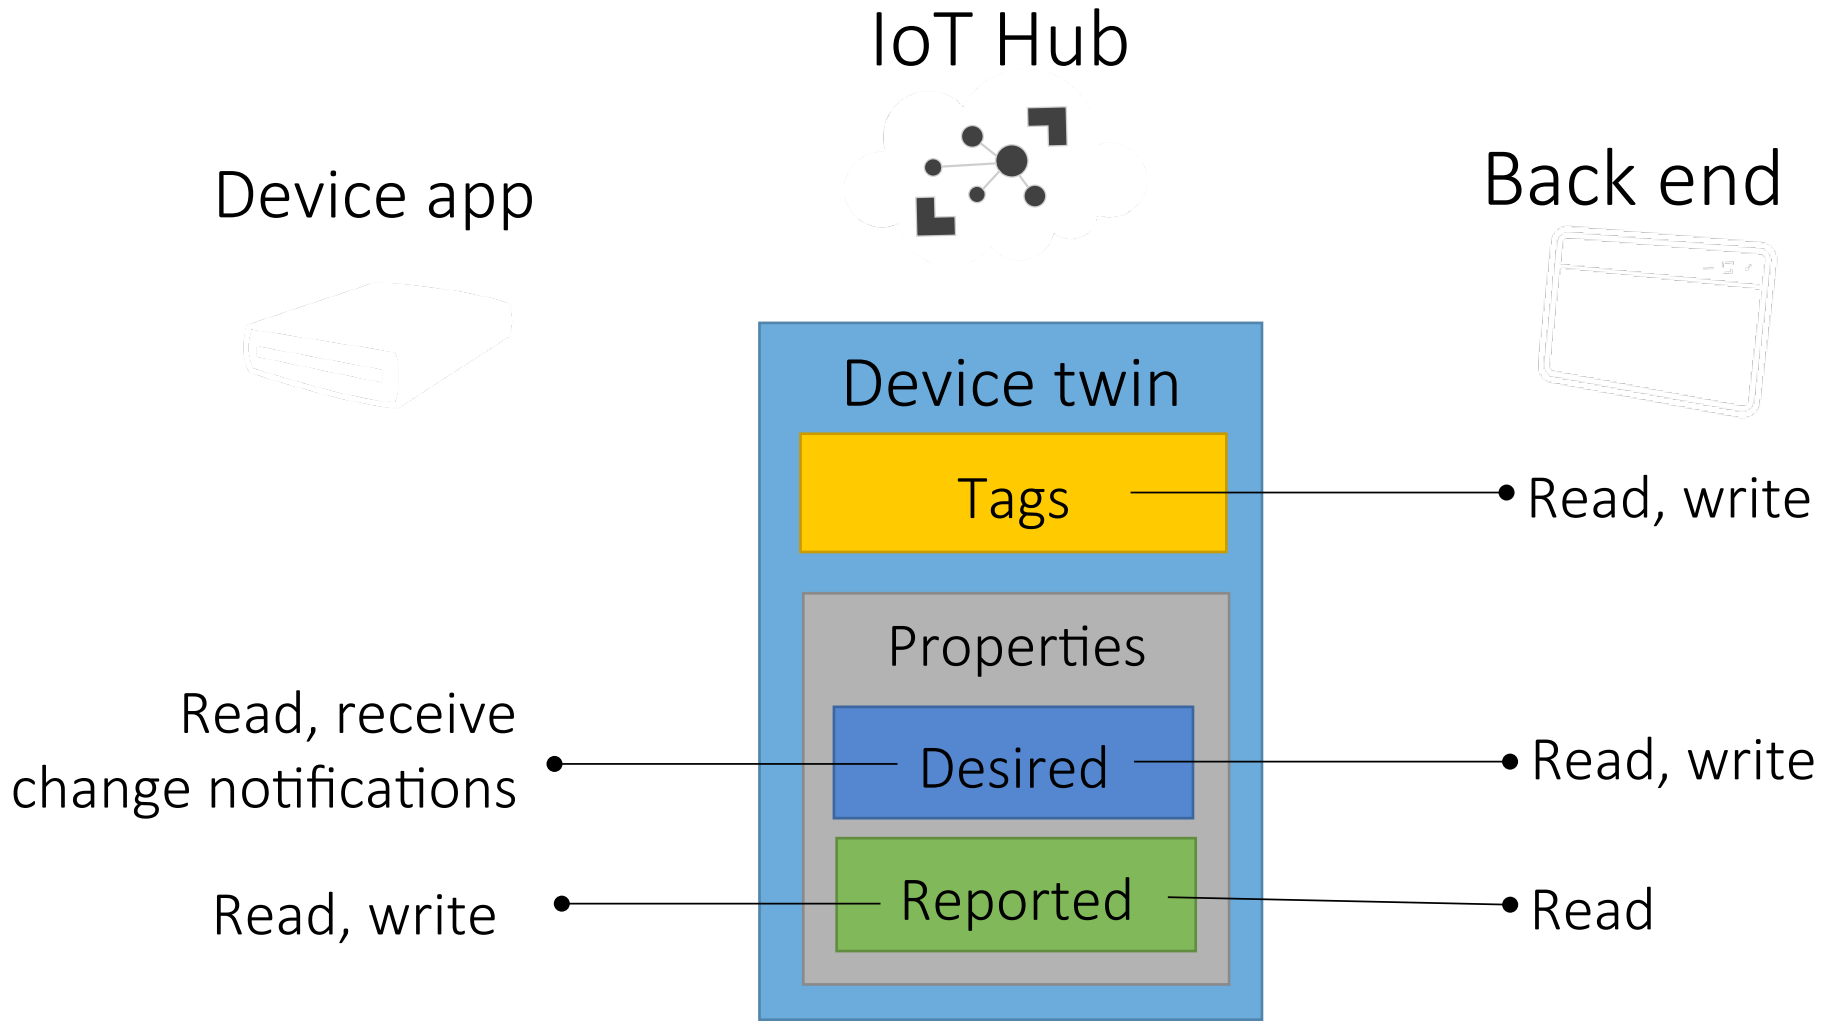 IoT Hub
Device app
Back end
Device twin
Tags
Read, write
Properties
Read, receive
change notifications
Desired
Read, write
Read, write
Reported
Read